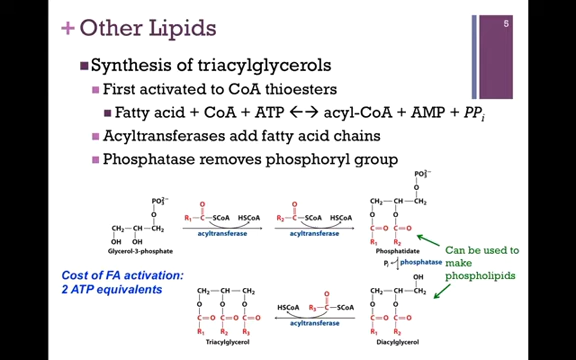 5
+ Other Lipids
■ Synthesis of triacylglycerols
■ First activated to CoA thioesters
■ Fatty acid + CoA + ATP ←→ acyl-CoA + AMP + PPi
■ Acyltransferases add fatty acid chains
■ Phosphatase removes phosphoryl group
PO₃²⁻
O
CH₂—CH—CH₂
OH OH
Glycerol-3-phosphate
O
R₁—C—SCoA HSCoA
acyltransferase
O
R₂—C—SCoA HSCoA
acyltransferase
PO₃²⁻
O
CH₂—CH—CH₂
O O
C=O C=O
R₁ R₂
Phosphatidate
Can be used to
make
phospholipids
Pi phosphatase
Cost of FA activation:
2 ATP equivalents
OH
CH₂—CH—CH₂
O O
C=O C=O
R₁ R₂
Diacylglycerol
O
HSCoA R₃—C—SCoA
acyltransferase
CH₂—CH—CH₂
O O O
C=O C=O C=O
R₁ R₂ R₃
Triacylglycerol